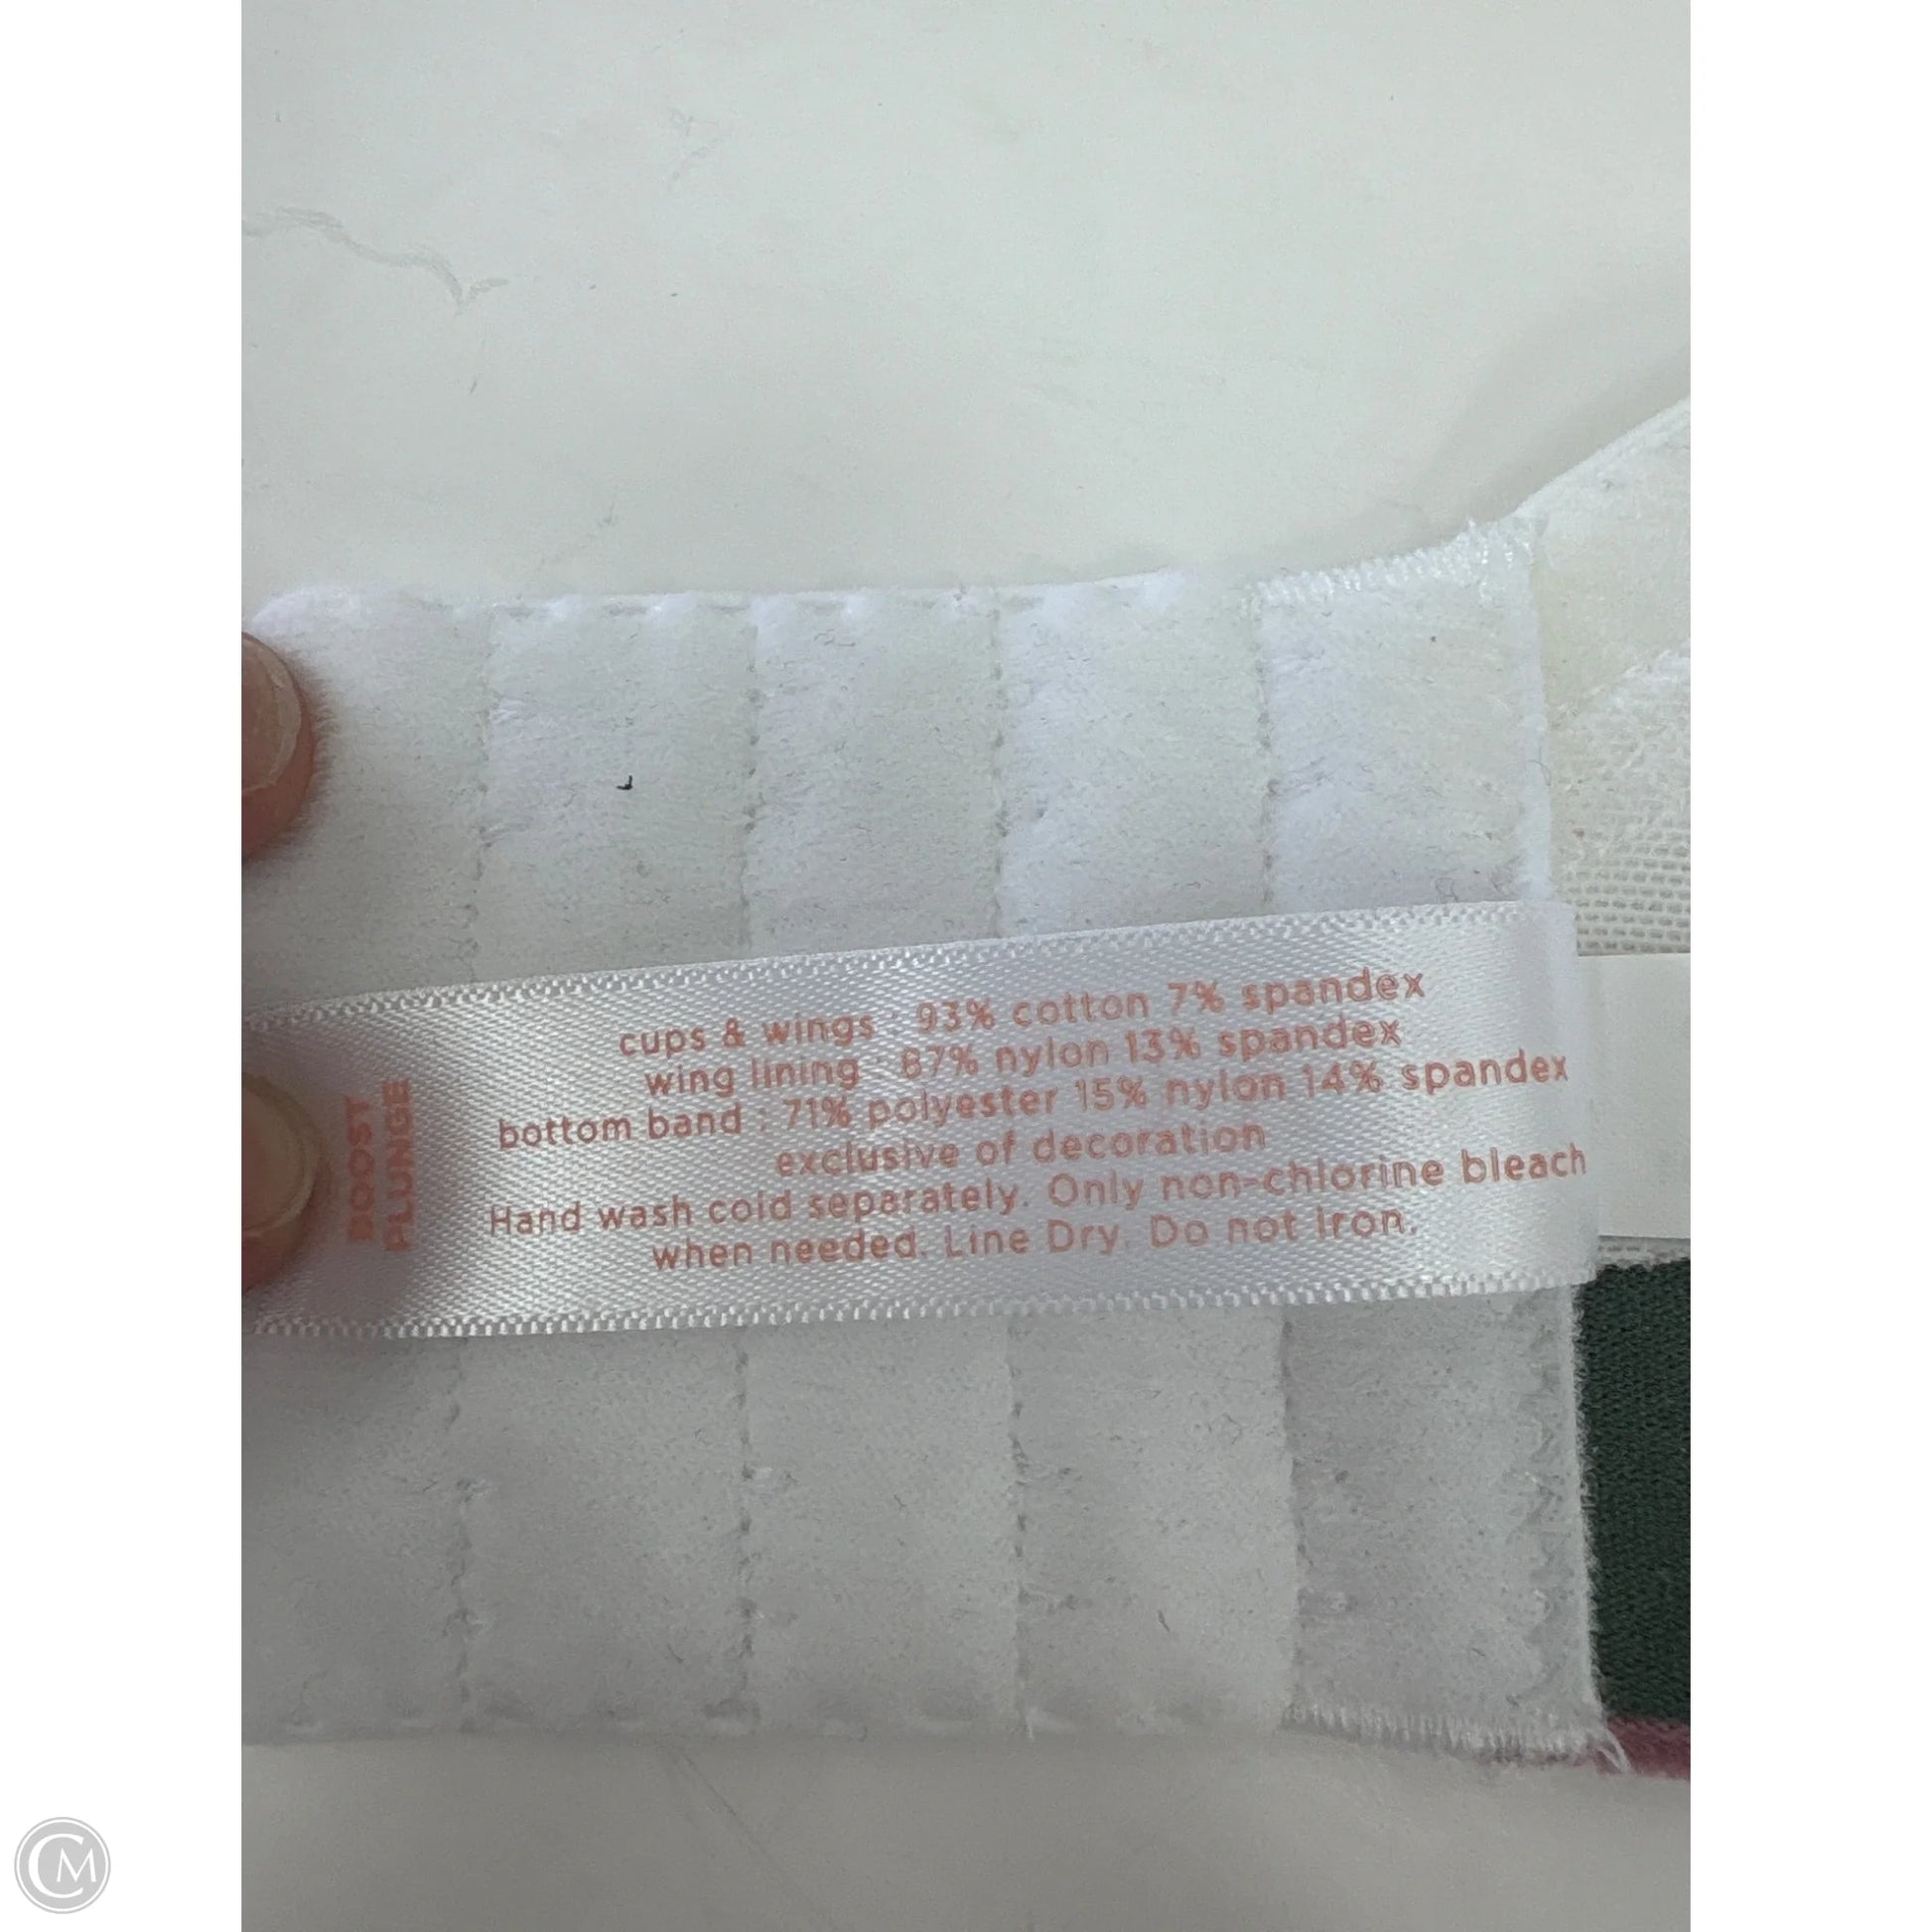 BOOST
PLUNGE
cups & wings : 93% cotton 7% spandex
wing lining : 87% nylon 13% spandex
bottom band : 71% polyester 15% nylon 14% spandex
exclusive of decoration
Hand wash cold separately. Only non-chlorine bleach
when needed. Line Dry. Do not Iron.
CM